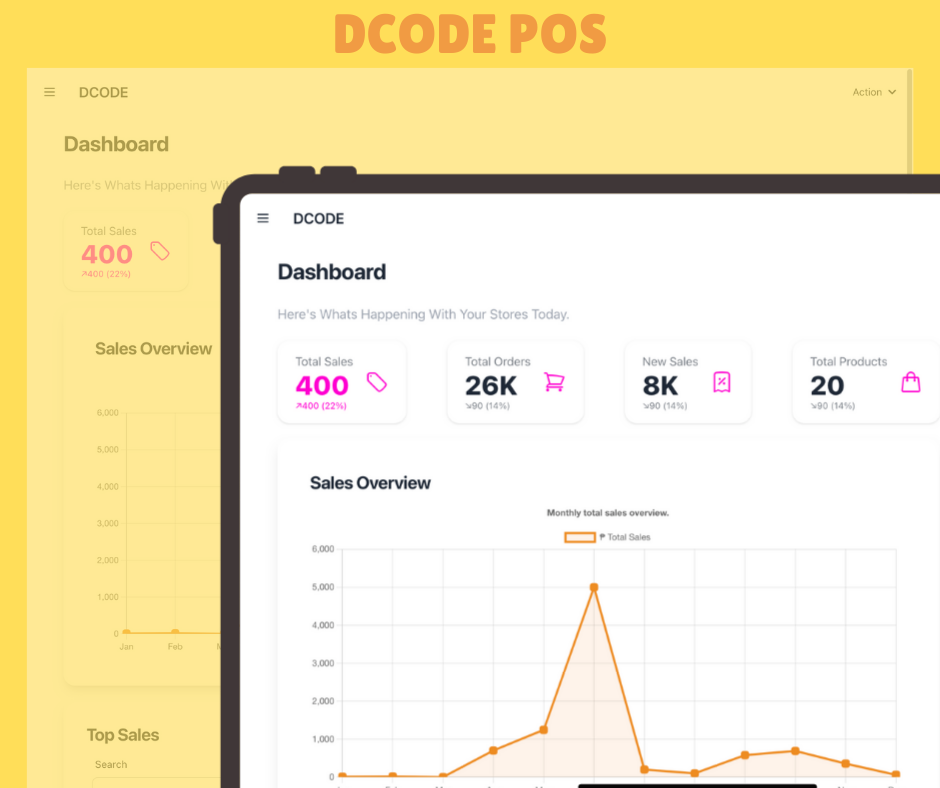 DCODE POS
DCODE
Action
Dashboard
Here's Whats Happening Wit
Total Sales
400
↗400 (22%)
Sales Overview
6,000
5,000
4,000
3,000
2,000
1,000
0
Jan
Feb
Top Sales
Search
DCODE
Dashboard
Here's Whats Happening With Your Stores Today.
Total Sales
400
↗400 (22%)
Total Orders
26K
↘90 (14%)
New Sales
8K
↘90 (14%)
Total Products
20
↘90 (14%)
Sales Overview
Monthly total sales overview.
₱ Total Sales
6,000
5,000
4,000
3,000
2,000
1,000
0